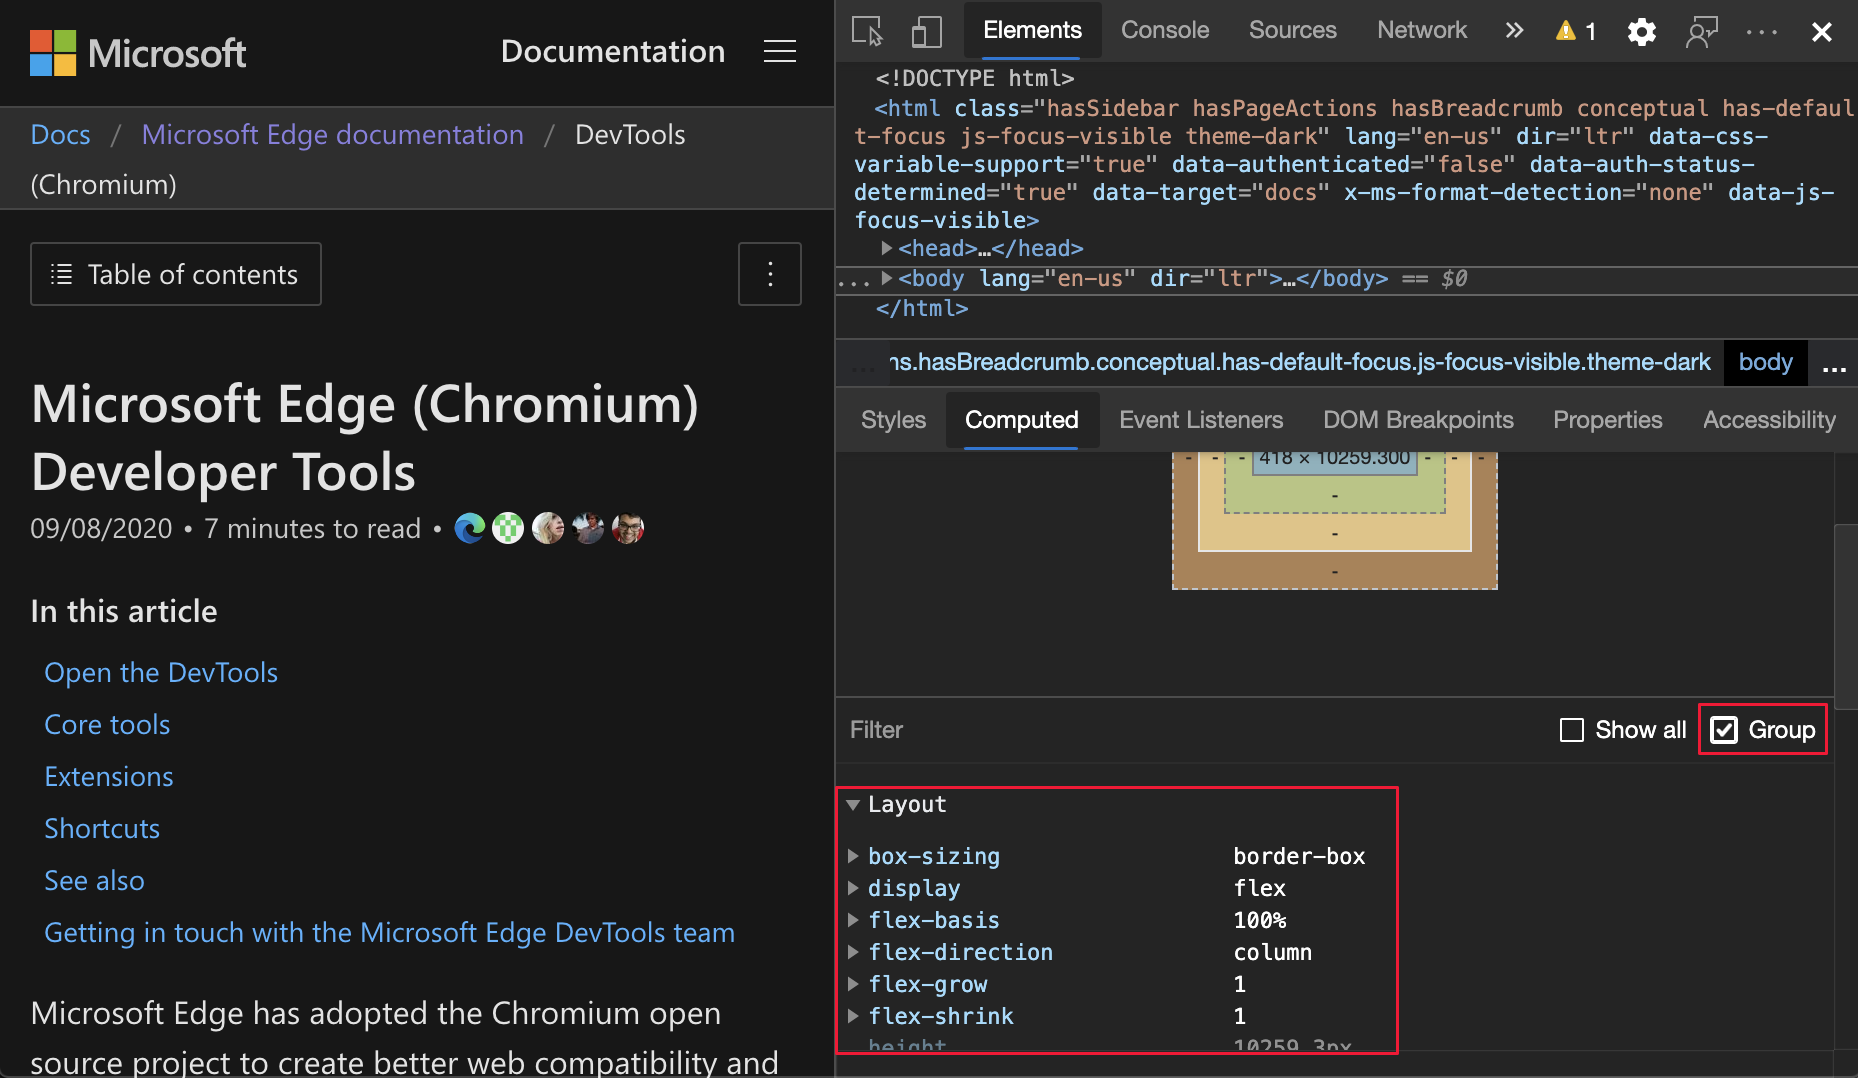 Microsoft
Documentation
Docs / Microsoft Edge documentation / DevTools
(Chromium)
Table of contents
Microsoft Edge (Chromium)
Developer Tools
09/08/2020 • 7 minutes to read •
In this article
Open the DevTools
Core tools
Extensions
Shortcuts
See also
Getting in touch with the Microsoft Edge DevTools team
Microsoft Edge has adopted the Chromium open
source project to create better web compatibility and
Elements Console Sources Network » 1
<!DOCTYPE html>
<html class="hasSidebar hasPageActions hasBreadcrumb conceptual has-defaul
t-focus js-focus-visible theme-dark" lang="en-us" dir="ltr" data-css-
variable-support="true" data-authenticated="false" data-auth-status-
determined="true" data-target="docs" x-ms-format-detection="none" data-js-
focus-visible>
<head>…</head>
...<body lang="en-us" dir="ltr">…</body> == $0
</html>
... ns.hasBreadcrumb.conceptual.has-default-focus.js-focus-visible.theme-dark body ...
Styles Computed Event Listeners DOM Breakpoints Properties Accessibility
- - - 418 × 10259.300 - - -
-
-
-
Filter Show all Group
Layout
box-sizing border-box
display flex
flex-basis 100%
flex-direction column
flex-grow 1
flex-shrink 1
height 10259.3px